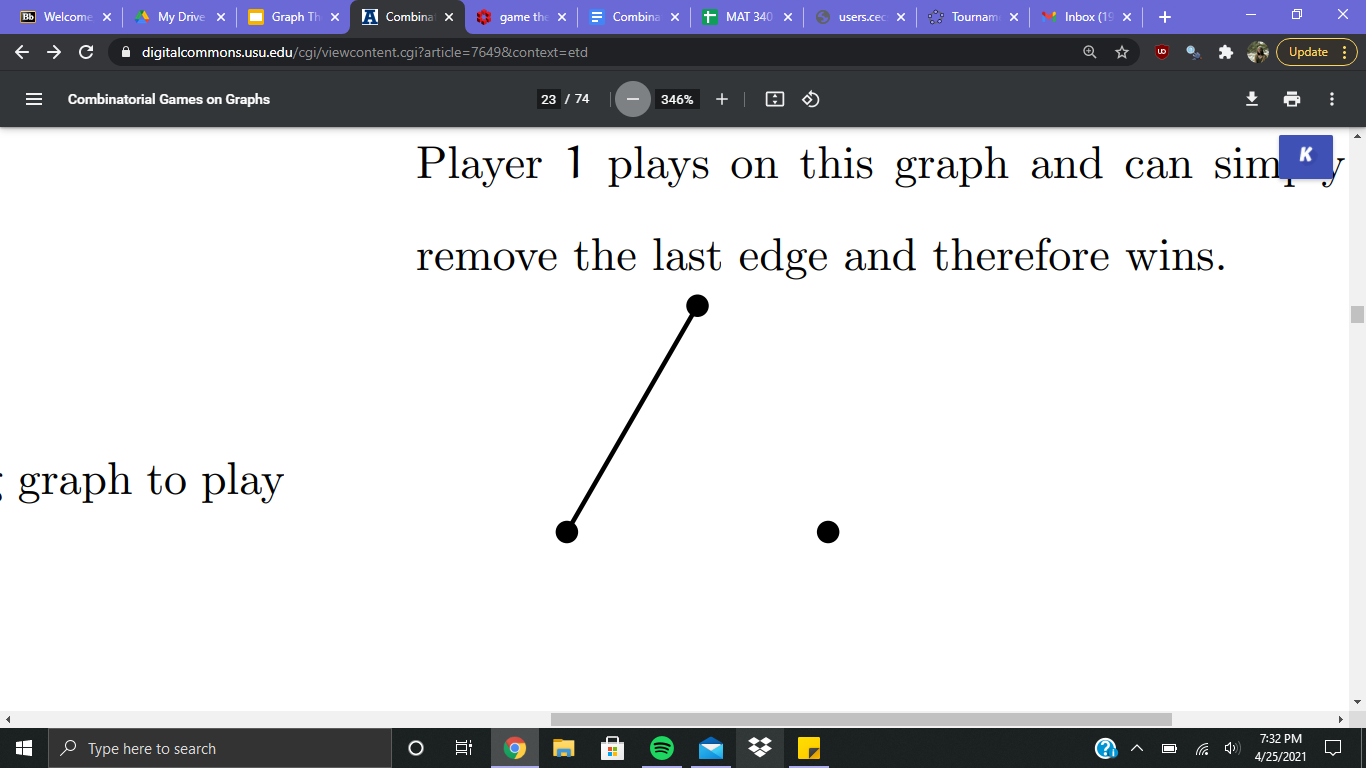 Welcome
My Drive
Graph Th
Combina
game the
Combina
MAT 340
users.cec
Tournam
Inbox (19
digitalcommons.usu.edu/cgi/viewcontent.cgi?article=7649&context=etd
Update
Combinatorial Games on Graphs
23 / 74
346%
Player 1 plays on this graph and can simply
K
remove the last edge and therefore wins.
graph to play
Type here to search
7:32 PM
4/25/2021